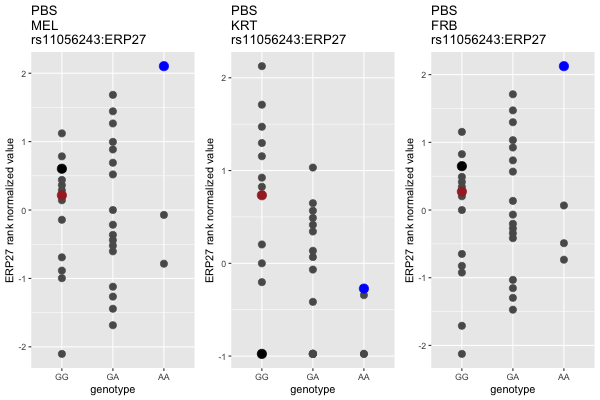 PBS
MEL
rs11056243:ERP27
ERP27 rank normalized value
2
1
0
-1
-2
GG
GA
AA
genotype
PBS
KRT
rs11056243:ERP27
ERP27 rank normalized value
2
1
0
-1
GG
GA
AA
genotype
PBS
FRB
rs11056243:ERP27
ERP27 rank normalized value
2
1
0
-1
-2
GG
GA
AA
genotype